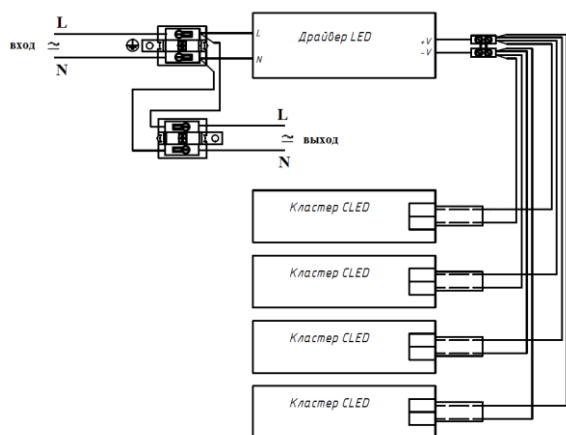 L
вход ≃
N
L
N
Драйвер LED
+V
-V
L
≃ выход
N
Кластер CLED
Кластер CLED
Кластер CLED
Кластер CLED